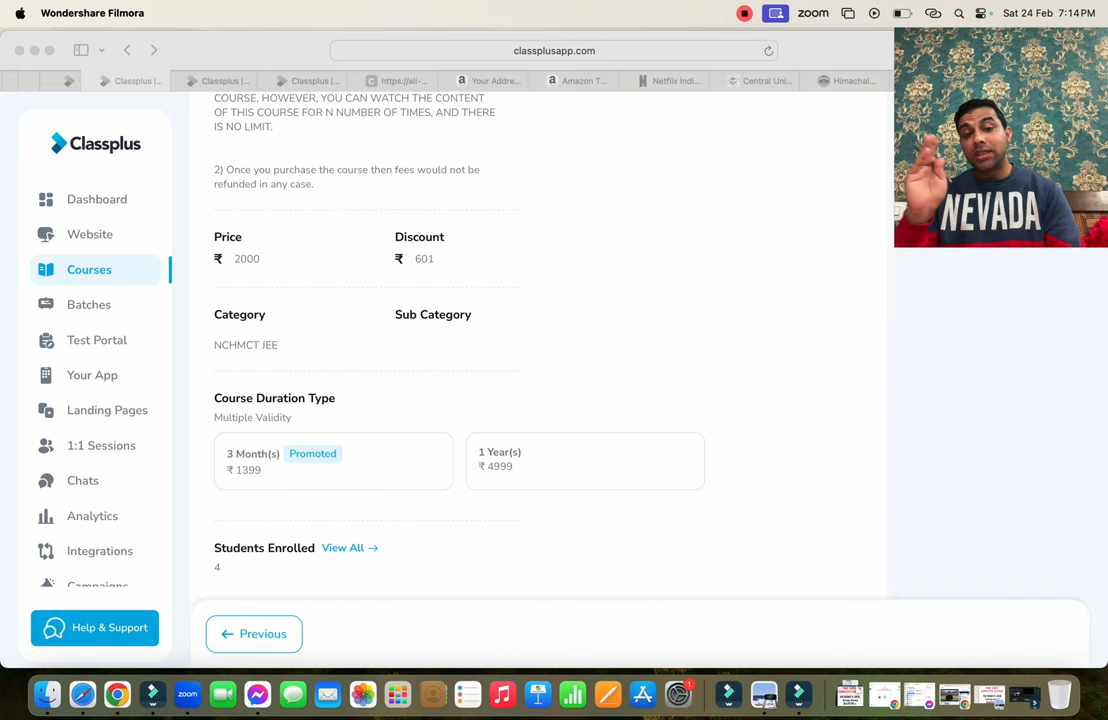 Wondershare Filmora
zoom
Sat 24 Feb 7:14 PM
classplusapp.com
Classplus |...
Classplus |...
Classplus |...
https://ali-...
Your Addre...
Amazon T...
Netflix Indi...
Central Uni...
Himachal...
Classplus
Dashboard
Website
Courses
Batches
Test Portal
Your App
Landing Pages
1:1 Sessions
Chats
Analytics
Integrations
Campaigns
Help & Support
COURSE, HOWEVER, YOU CAN WATCH THE CONTENT
OF THIS COURSE FOR N NUMBER OF TIMES, AND THERE
IS NO LIMIT.
2) Once you purchase the course then fees would not be
refunded in any case.
Price
Discount
₹ 2000
₹ 601
Category
Sub Category
NCHMCT JEE
Course Duration Type
Multiple Validity
3 Month(s) Promoted
₹ 1399
1 Year(s)
₹ 4999
Students Enrolled View All →
4
← Previous
NEVADA
zoom
1